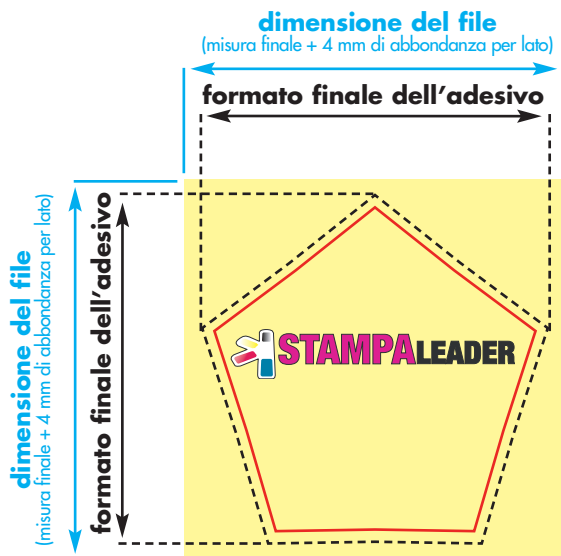 dimensione del file
(misura finale + 4 mm di abbondanza per lato)
formato finale dell'adesivo
dimensione del file
(misura finale + 4 mm di abbondanza per lato)
formato finale dell'adesivo
STAMPALEADER